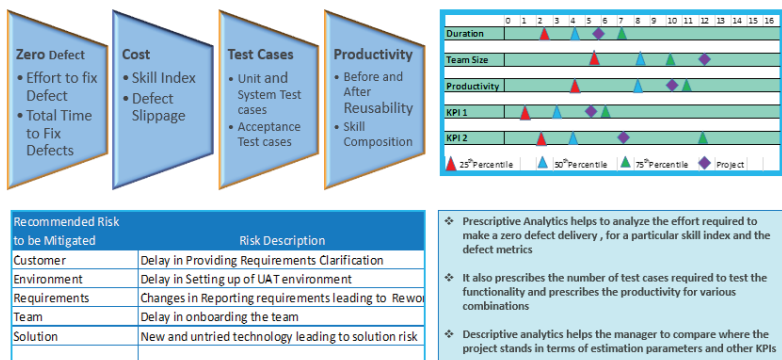 Zero Defect
• Effort to fix
Defect
• Total Time
to Fix
Defects
Cost
• Skill Index
• Defect
Slippage
Test Cases
• Unit and
System Test
cases
• Acceptance
Test cases
Productivity
• Before and
After
Reusability
• Skill
Composition
0 1 2 3 4 5 6 7 8 9 10 11 12 13 14 15 16
Duration
Team Size
Productivity
KPI 1
KPI 2
25thPercentile 50thPercentile 75thPercentile Project
Recommended Risk
to be Mitigated Risk Description
Customer Delay in Providing Requirements Clarification
Environment Delay in Setting up of UAT environment
Requirements Changes in Reporting requirements leading to Rewor
Team Delay in onboarding the team
Solution New and untried technology leading to solution risk
❖ Prescriptive Analytics helps to analyze the effort required to
make a zero defect delivery , for a particular skill index and the
defect metrics
❖ It also prescribes the number of test cases required to test the
functionality and prescribes the productivity for various
combinations
❖ Descriptive analytics helps the manager to compare where the
project stands in terms of estimation parameters and other KPIs